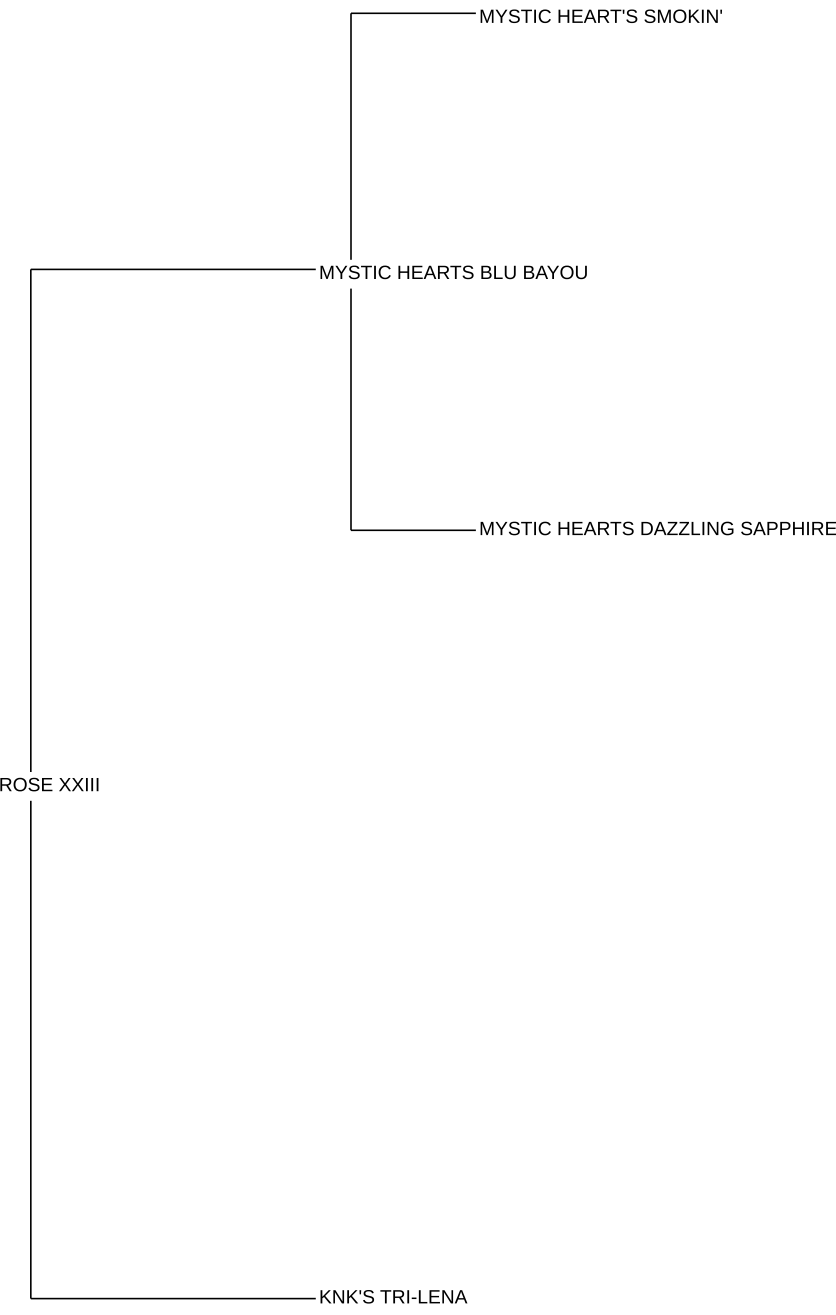 MYSTIC HEART'S SMOKIN'
MYSTIC HEARTS BLU BAYOU
MYSTIC HEARTS DAZZLING SAPPHIRE
ROSE XXIII
KNK'S TRI-LENA